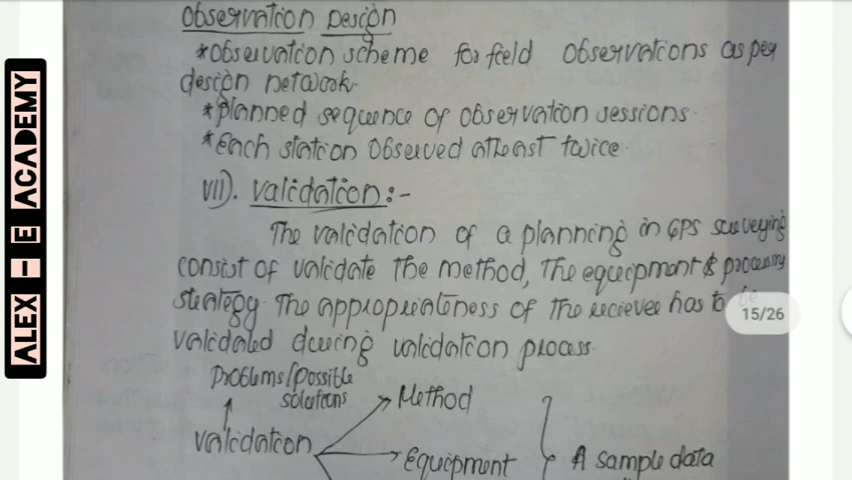 Observation Design
*Observation scheme for field observations as per
design network.
*planned sequence of observation sessions.
*Each station observed atleast twice.
VII). Validation:-
The validation of a planning in GPS surveying
consist of validate the method, The equipment & processing
strategy. The appropriateness of the reciever has to be
validated during validation process.
Problems/possible
solutions
Method
validation
Equipment
A sample data
15/26
ALEX - E ACADEMY